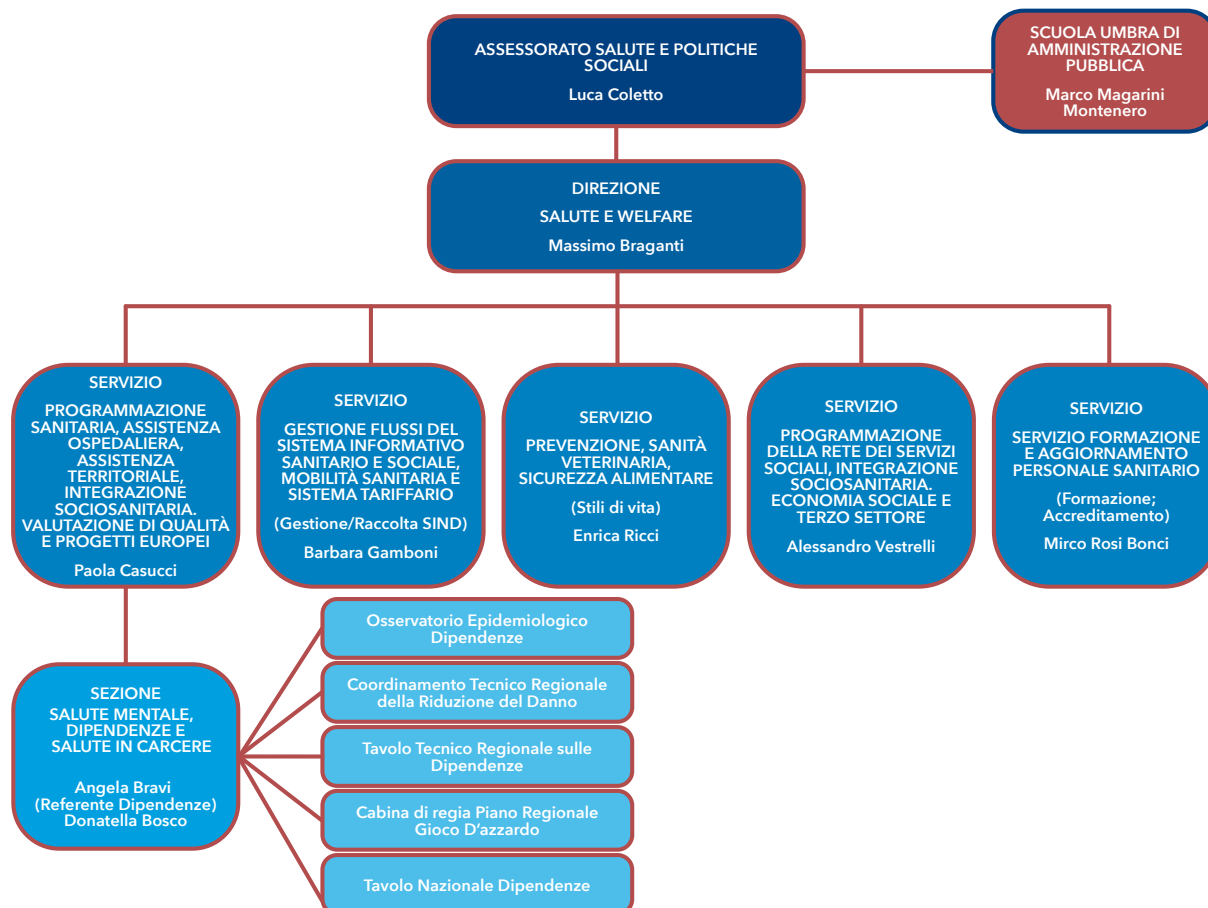 ASSESSORATO SALUTE E POLITICHE
SOCIALI
Luca Coletto
SCUOLA UMBRA DI
AMMINISTRAZIONE
PUBBLICA
Marco Magarini
Montenero
DIREZIONE
SALUTE E WELFARE
Massimo Braganti
SERVIZIO
PROGRAMMAZIONE
SANITARIA, ASSISTENZA
OSPEDALIERA,
ASSISTENZA
TERRITORIALE,
INTEGRAZIONE
SOCIOSANITARIA.
VALUTAZIONE DI QUALITÀ
E PROGETTI EUROPEI
Paola Casucci
SERVIZIO
GESTIONE FLUSSI DEL
SISTEMA INFORMATIVO
SANITARIO E SOCIALE,
MOBILITÀ SANITARIA E
SISTEMA TARIFFARIO
(Gestione/Raccolta SIND)
Barbara Gamboni
SERVIZIO
PREVENZIONE, SANITÀ
VETERINARIA,
SICUREZZA ALIMENTARE
(Stili di vita)
Enrica Ricci
SERVIZIO
PROGRAMMAZIONE
DELLA RETE DEI SERVIZI
SOCIALI, INTEGRAZIONE
SOCIOSANITARIA.
ECONOMIA SOCIALE E
TERZO SETTORE
Alessandro Vestrelli
SERVIZIO
SERVIZIO FORMAZIONE
E AGGIORNAMENTO
PERSONALE SANITARIO
(Formazione;
Accreditamento)
Mirco Rosi Bonci
SEZIONE
SALUTE MENTALE,
DIPENDENZE E
SALUTE IN CARCERE
Angela Bravi
(Referente Dipendenze)
Donatella Bosco
Osservatorio Epidemiologico
Dipendenze
Coordinamento Tecnico Regionale
della Riduzione del Danno
Tavolo Tecnico Regionale sulle
Dipendenze
Cabina di regia Piano Regionale
Gioco D'azzardo
Tavolo Nazionale Dipendenze